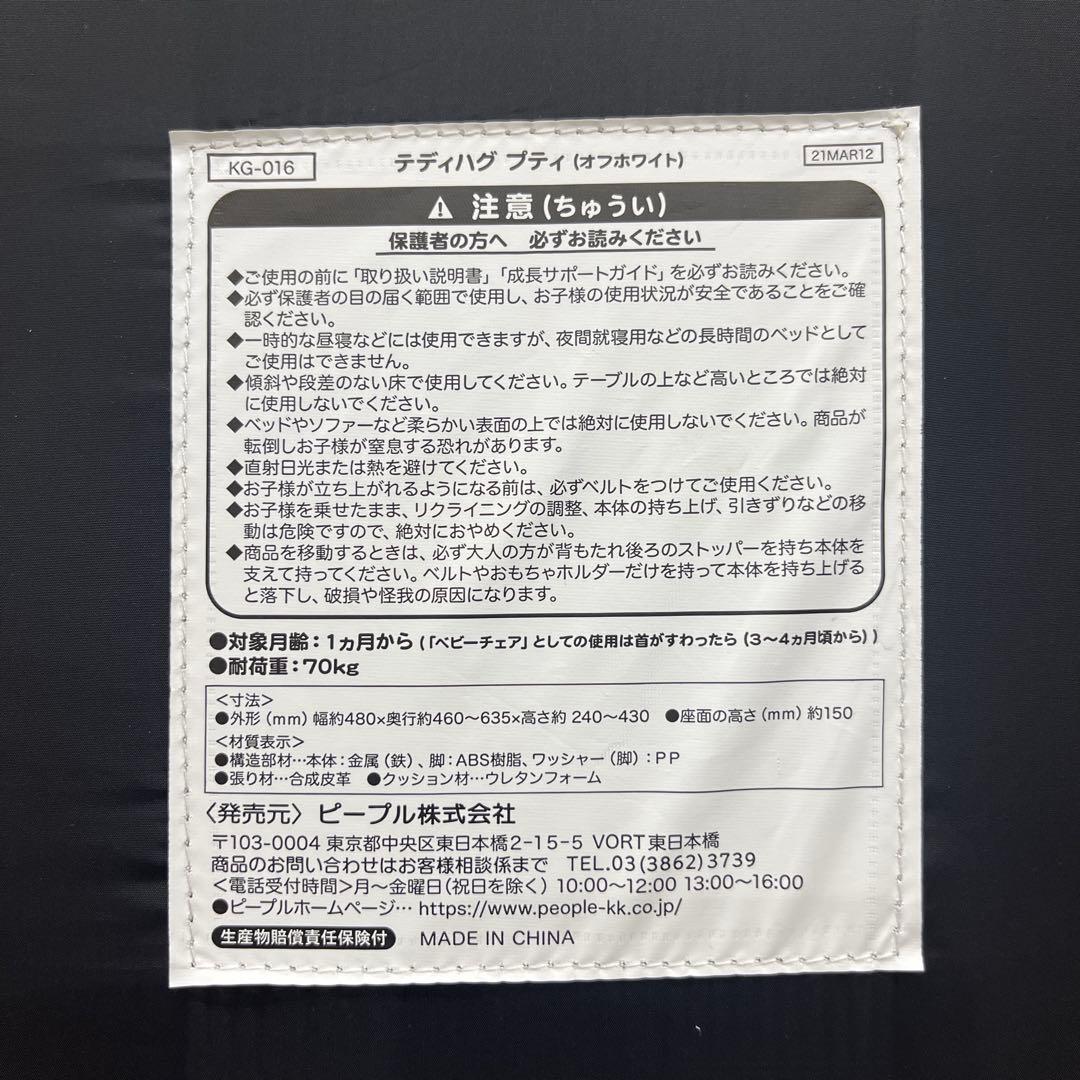 KG-016
テディハグ プティ (オフホワイト)
21MAR12
⚠ 注意(ちゅうい)
保護者の方へ 必ずお読みください
◆ご使用の前に「取り扱い説明書」「成長サポートガイド」を必ずお読みください。
◆必ず保護者の目の届く範囲で使用し、お子様の使用状況が安全であることをご確
認ください。
◆一時的な昼寝などには使用できますが、夜間就寝用などの長時間のベッドとして
ご使用はできません。
◆傾斜や段差のない床で使用してください。テーブルの上など高いところでは絶対
に使用しないでください。
◆ベッドやソファーなど柔らかい表面の上では絶対に使用しないでください。商品が
転倒しお子様が窒息する恐れがあります。
◆直射日光または熱を避けてください。
◆お子様が立ち上がれるようになる前は、必ずベルトをつけてご使用ください。
◆お子様を乗せたまま、リクライニングの調整、本体の持ち上げ、引きずりなどの移
動は危険ですので、絶対におやめください。
◆商品を移動するときは、必ず大人の方が背もたれ後ろのストッパーを持ち本体を
支えて持ってください。ベルトやおもちゃホルダーだけを持って本体を持ち上げる
と落下し、破損や怪我の原因になります。
●対象月齢:1ヵ月から(「ベビーチェア」としての使用は首がすわったら(3〜4ヵ月頃から))
●耐荷重:70kg
<寸法>
●外形(mm)幅約480×奥行約460〜635×高さ約 240〜430 ●座面の高さ(mm)約150
<材質表示>
●構造部材…本体:金属(鉄)、脚:ABS樹脂、ワッシャー(脚):PP
●張り材…合成皮革 ●クッション材…ウレタンフォーム
〈発売元〉ピープル株式会社
〒103-0004 東京都中央区東日本橋2-15-5 VORT東日本橋
商品のお問い合わせはお客様相談係まで TEL.03(3862)3739
<電話受付時間>月〜金曜日(祝日を除く) 10:00〜12:00 13:00〜16:00
●ピープルホームページ… https://www.people-kk.co.jp/
生産物賠償責任保険付 MADE IN CHINA